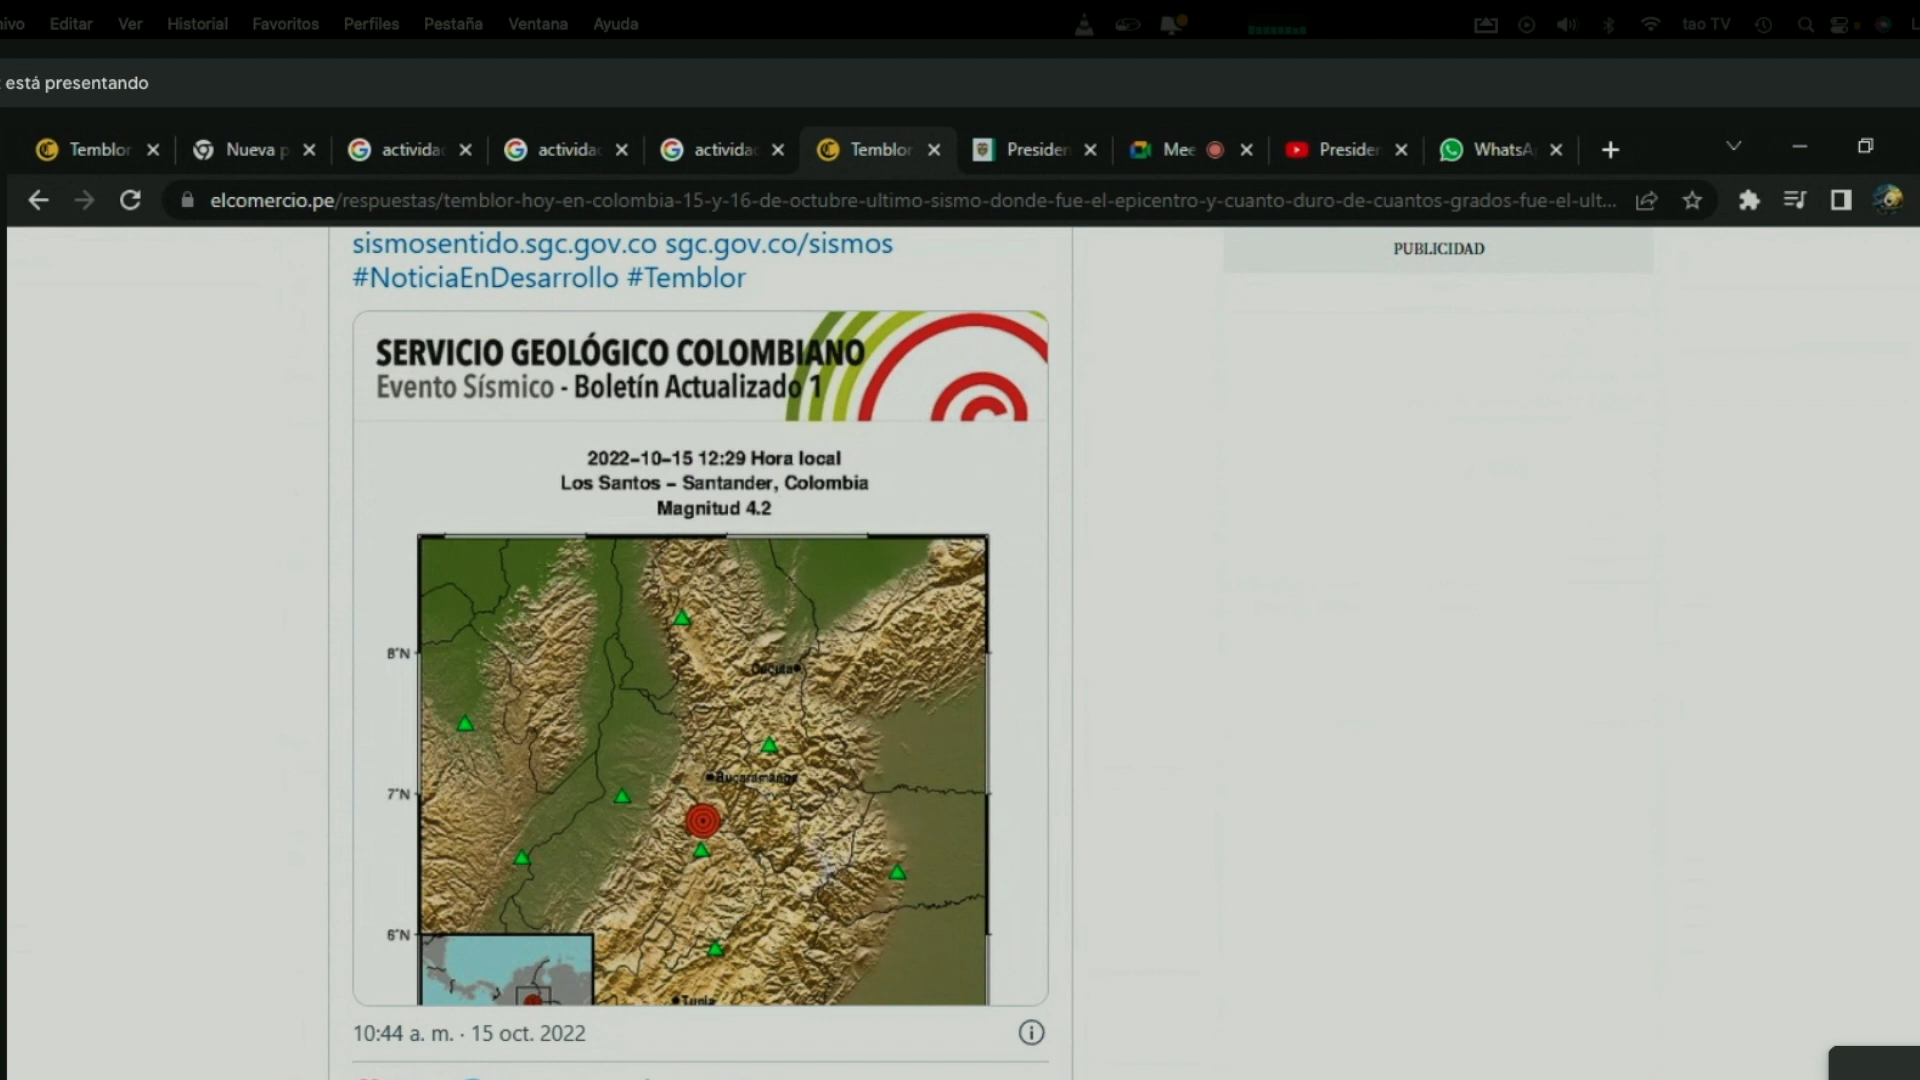 ivo Editar Ver Historial Favoritos Perfiles Pestaña Ventana Ayuda tao TV L
está presentando
Temblor Nueva p activida activida activida Temblor Presiden Mee Presiden WhatsA
elcomercio.pe/respuestas/temblor-hoy-en-colombia-15-y-16-de-octubre-ultimo-sismo-donde-fue-el-epicentro-y-cuanto-duro-de-cuantos-grados-fue-el-ult...
sismosentido.sgc.gov.co sgc.gov.co/sismos
#NoticiaEnDesarrollo #Temblor
PUBLICIDAD
SERVICIO GEOLÓGICO COLOMBIANO
Evento Sísmico - Boletín Actualizado 1
2022-10-15 12:29 Hora local
Los Santos - Santander, Colombia
Magnitud 4.2
8°N
Cúcuta
Bucaramanga
7°N
6°N
Tunja
10:44 a. m. · 15 oct. 2022